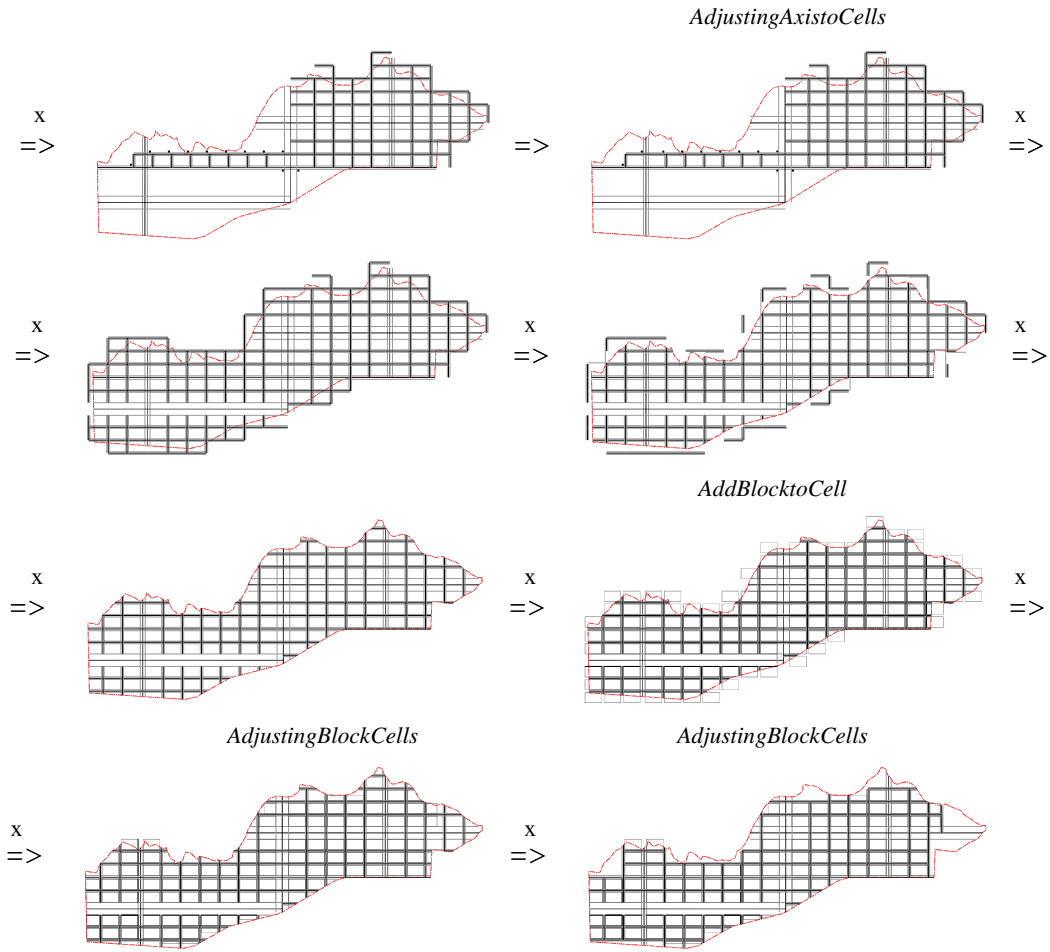 AdjustingAxistoCells
x
=>
=>
x
=>
x
=>
x
=>
x
=>
AddBlocktoCell
x
=>
x
=>
x
=>
AdjustingBlockCells
AdjustingBlockCells
x
=>
x
=>